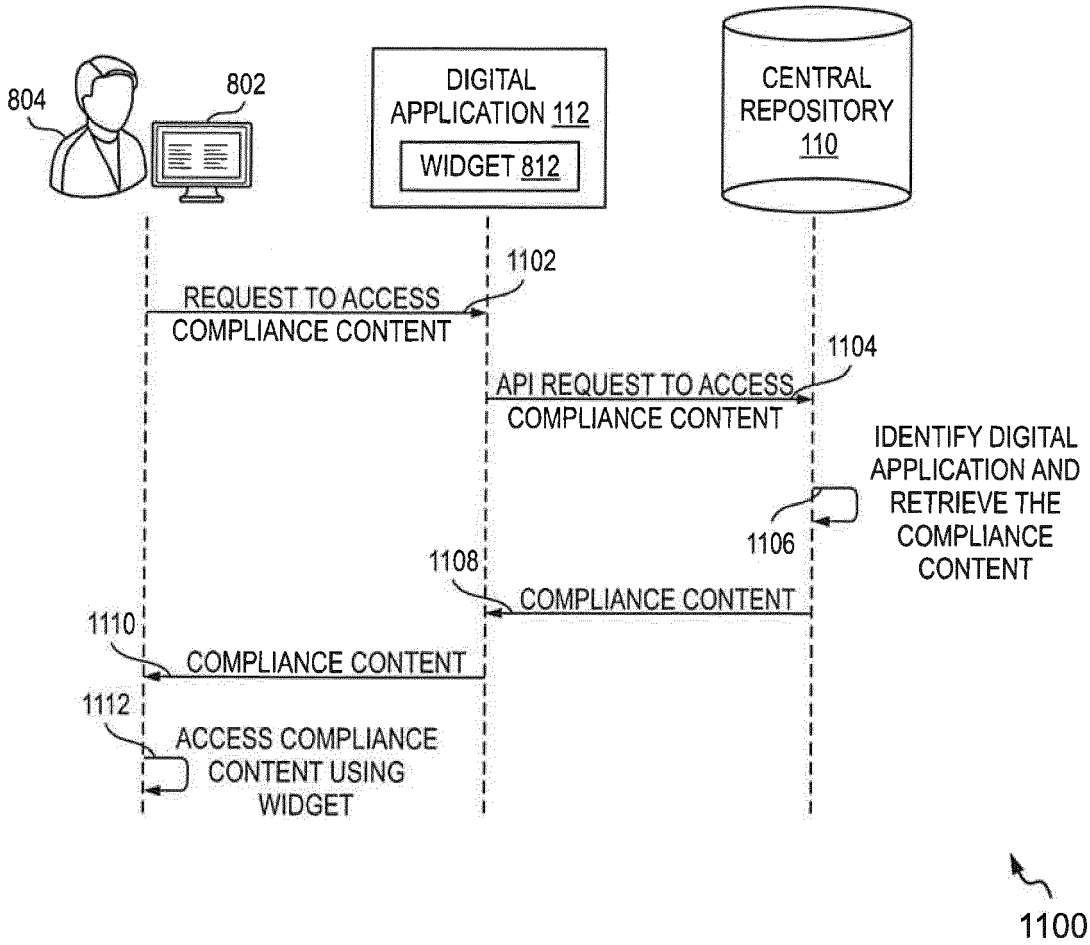 804
802
DIGITAL
APPLICATION 112
WIDGET 812
CENTRAL
REPOSITORY
110
1102
REQUEST TO ACCESS
COMPLIANCE CONTENT
1104
API REQUEST TO ACCESS
COMPLIANCE CONTENT
IDENTIFY DIGITAL
APPLICATION AND
RETRIEVE THE
COMPLIANCE
CONTENT
1106
1108
COMPLIANCE CONTENT
1110
COMPLIANCE CONTENT
1112
ACCESS COMPLIANCE
CONTENT USING
WIDGET
1100